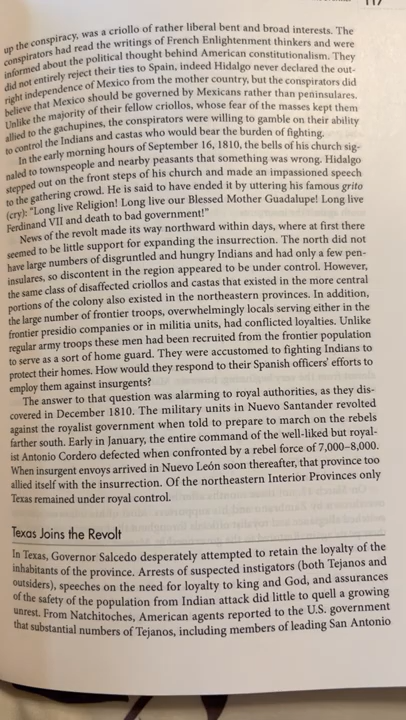 up the conspiracy, was a criollo of rather liberal bent and broad interests. The
conspirators had read the writings of French Enlightenment thinkers and were
informed about the political thought behind American constitutionalism. They
did not entirely reject their ties to Spain, indeed Hidalgo never declared the out-
right independence of Mexico from the mother country, but the conspirators did
believe that Mexico should be governed by Mexicans rather than peninsulares.
Unlike the majority of their fellow criollos, whose fear of the masses kept them
allied to the gachupines, the conspirators were willing to gamble on their ability
to control the Indians and castas who would bear the burden of fighting.
In the early morning hours of September 16, 1810, the bells of his church sig-
naled to townspeople and nearby peasants that something was wrong. Hidalgo
stepped out on the front steps of his church and made an impassioned speech
to the gathering crowd. He is said to have ended it by uttering his famous grito
(cry): "Long live Religion! Long live our Blessed Mother Guadalupe! Long live
Ferdinand VII and death to bad government!"
News of the revolt made its way northward within days, where at first there
seemed to be little support for expanding the insurrection. The north did not
have large numbers of disgruntled and hungry Indians and had only a few pen-
insulares, so discontent in the region appeared to be under control. However,
the same class of disaffected criollos and castas that existed in the more central
portions of the colony also existed in the northeastern provinces. In addition,
the large number of frontier troops, overwhelmingly locals serving either in the
frontier presidio companies or in militia units, had conflicted loyalties. Unlike
regular army troops these men had been recruited from the frontier population
to serve as a sort of home guard. They were accustomed to fighting Indians to
protect their homes. How would they respond to their Spanish officers' efforts to
employ them against insurgents?
The answer to that question was alarming to royal authorities, as they dis-
covered in December 1810. The military units in Nuevo Santander revolted
against the royalist government when told to prepare to march on the rebels
farther south. Early in January, the entire command of the well-liked but royal-
ist Antonio Cordero defected when confronted by a rebel force of 7,000–8,000.
When insurgent envoys arrived in Nuevo León soon thereafter, that province too
allied itself with the insurrection. Of the northeastern Interior Provinces only
Texas remained under royal control.
Texas Joins the Revolt
In Texas, Governor Salcedo desperately attempted to retain the loyalty of the
inhabitants of the province. Arrests of suspected instigators (both Tejanos and
outsiders), speeches on the need for loyalty to king and God, and assurances
of the safety of the population from Indian attack did little to quell a growing
unrest. From Natchitoches, American agents reported to the U.S. government
that substantial numbers of Tejanos, including members of leading San Antonio